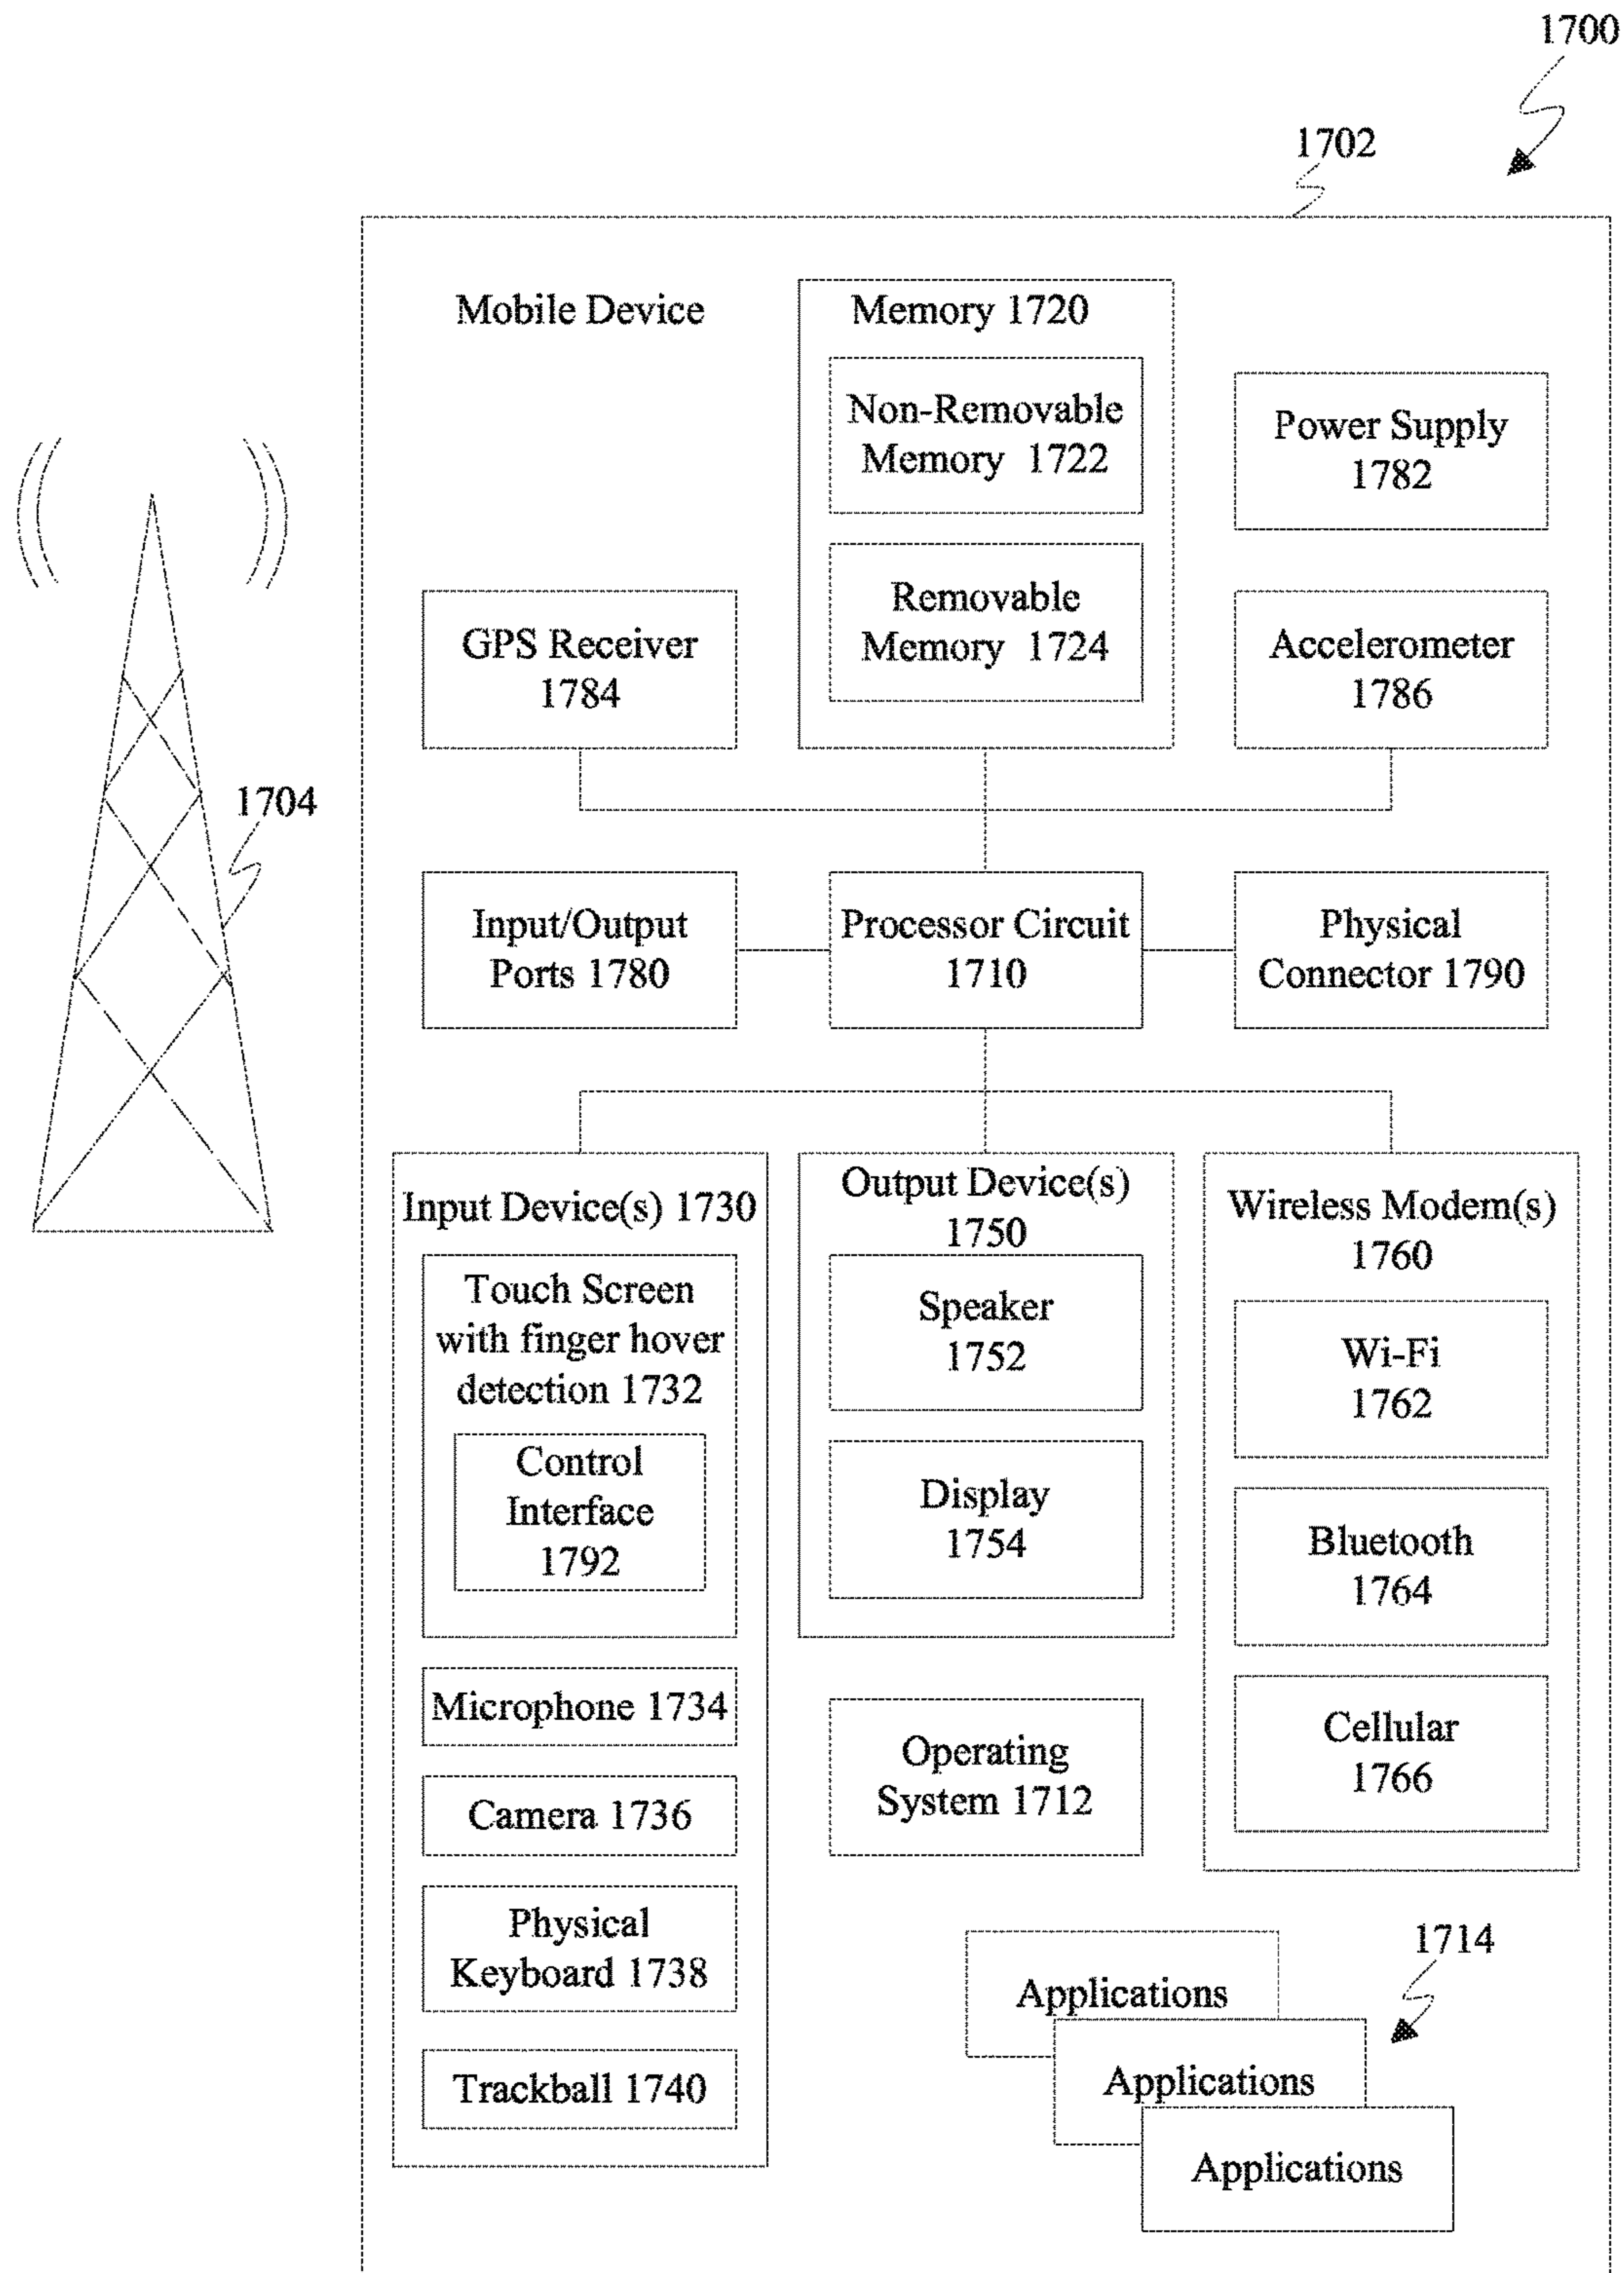 1700
1702
Mobile Device
Memory 1720
Non-Removable
Memory 1722
Power Supply
1782
Removable
Memory 1724
GPS Receiver
1784
Accelerometer
1786
1704
Input/Output
Ports 1780
Processor Circuit
1710
Physical
Connector 1790
Input Device(s) 1730
Touch Screen
with finger hover
detection 1732
Control
Interface
1792
Microphone 1734
Camera 1736
Physical
Keyboard 1738
Trackball 1740
Output Device(s)
1750
Speaker
1752
Display
1754
Operating
System 1712
Wireless Modem(s)
1760
Wi-Fi
1762
Bluetooth
1764
Cellular
1766
1714
Applications
Applications
Applications